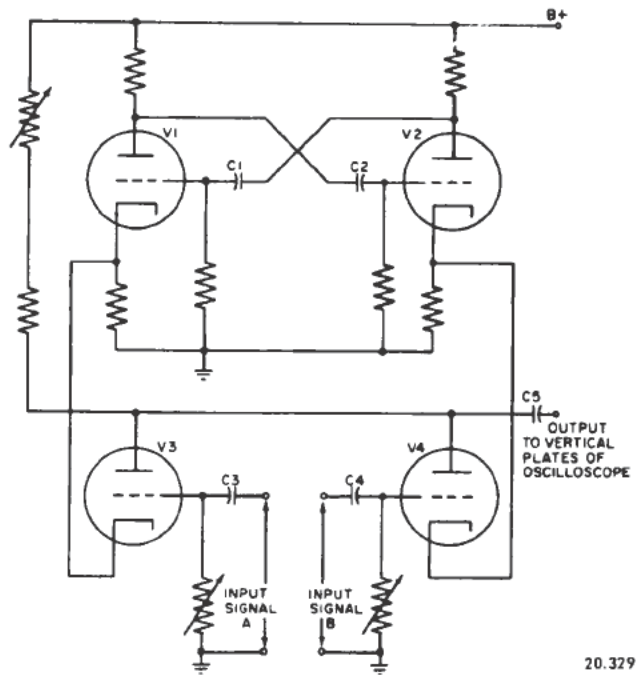 B+
V1
V2
C1
C2
C5
OUTPUT
TO VERTICAL
PLATES OF
OSCILLOSCOPE
V3
V4
C3
C4
INPUT
SIGNAL
A
INPUT
SIGNAL
B
20.329